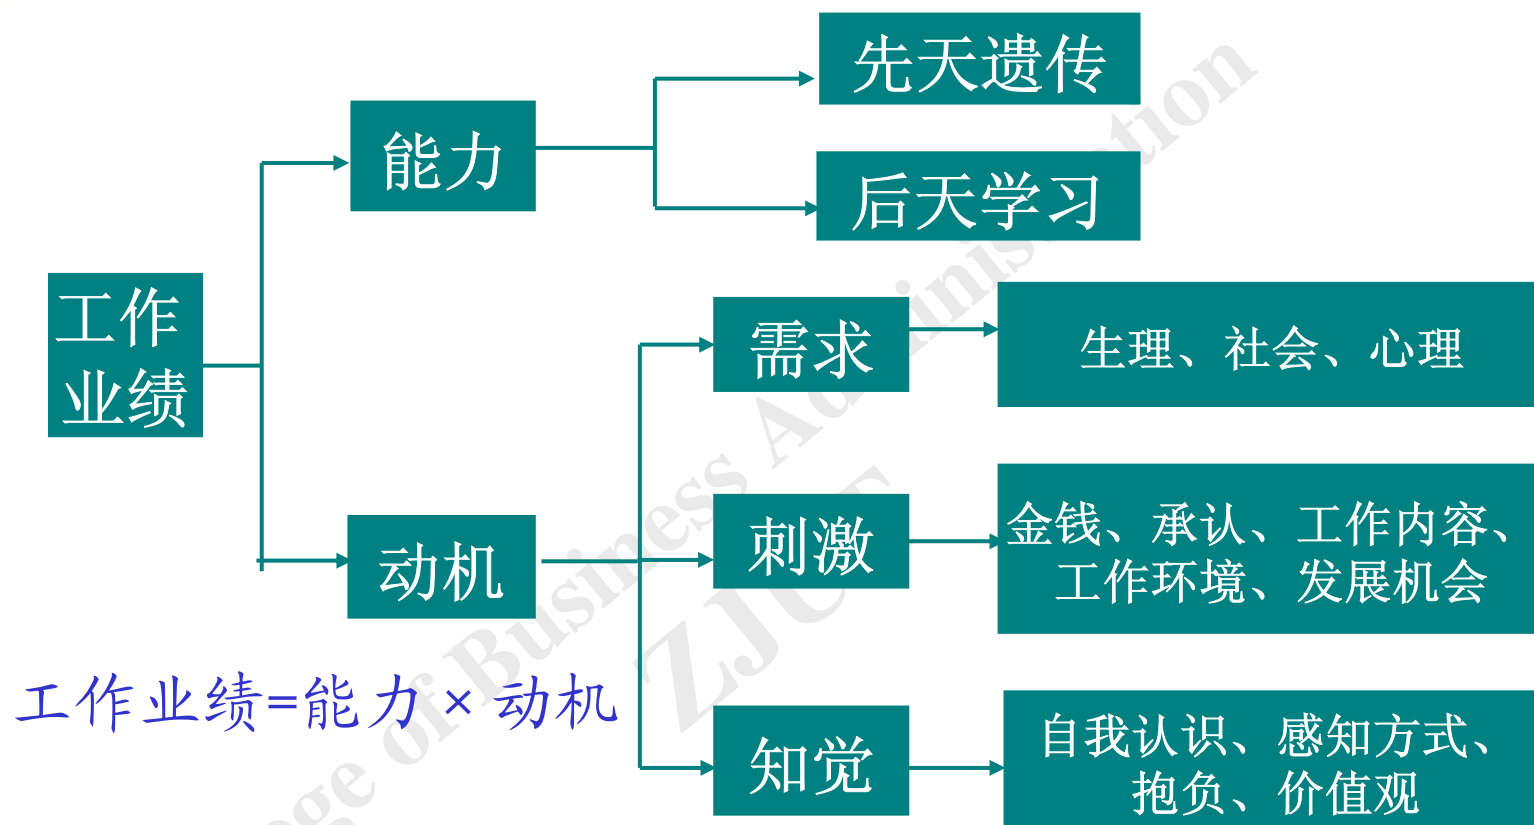 先天遗传
能力
后天学习
工作
业绩
需求
生理、社会、心理
动机
刺激
金钱、承认、工作内容、
工作环境、发展机会
工作业绩=能力×动机
知觉
自我认识、感知方式、
抱负、价值观
of Business